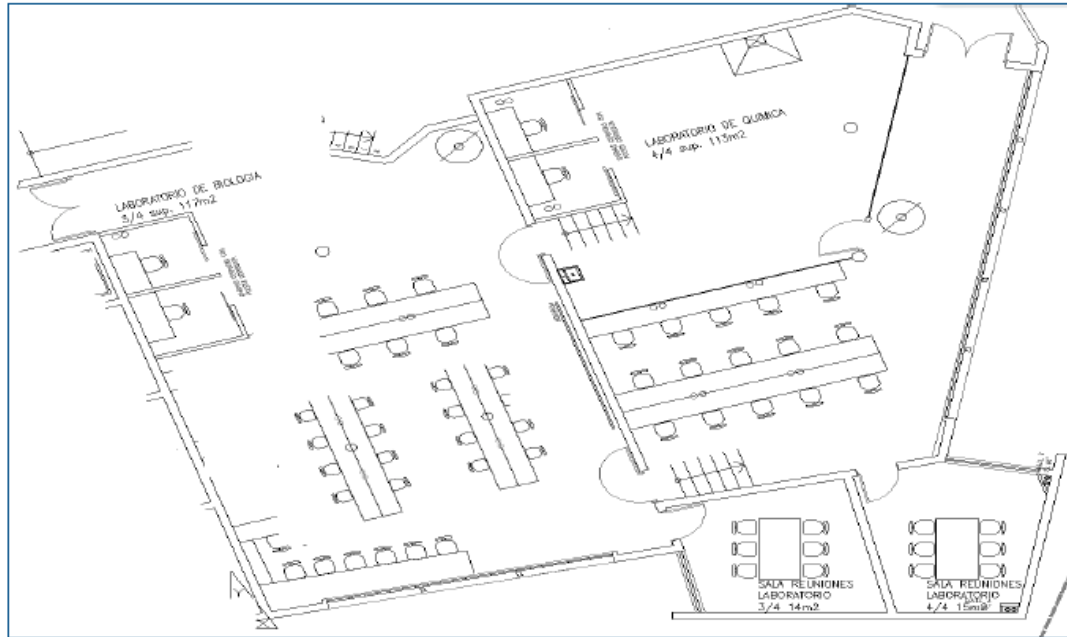 LABORATORIO DE BIOLOGIA
3/4 sup. 117m2
LABORATORIO DE QUIMICA
4/4 sup. 113m2
SALA REUNIONES
LABORATORIO
3/4 14m2
SALA REUNIONES
LABORATORIO
4/4 15m2